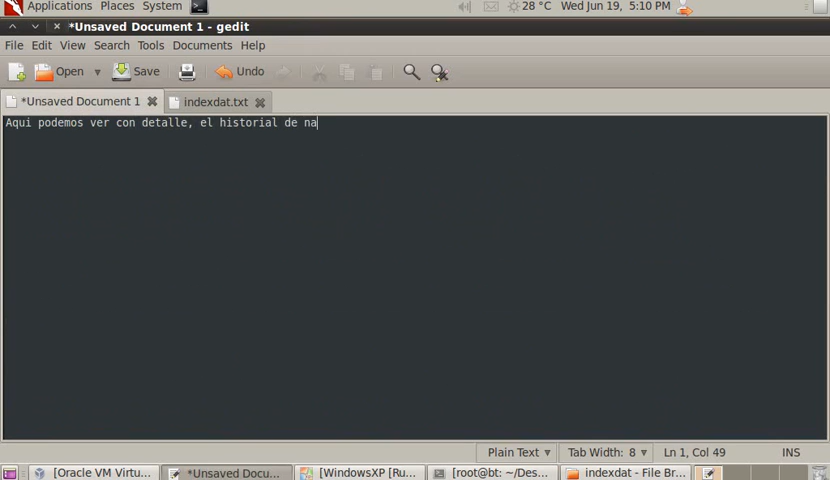 Applications Places System 28 °C Wed Jun 19, 5:10 PM
*Unsaved Document 1 - gedit
File Edit View Search Tools Documents Help
Open Save Undo
*Unsaved Document 1 indexdat.txt
Aqui podemos ver con detalle, el historial de na
Plain Text Tab Width: 8 Ln 1, Col 49 INS
[Oracle VM Virtu... *Unsaved Docu... [WindowsXP [Ru... [root@bt: ~/Des... indexdat - File Br...